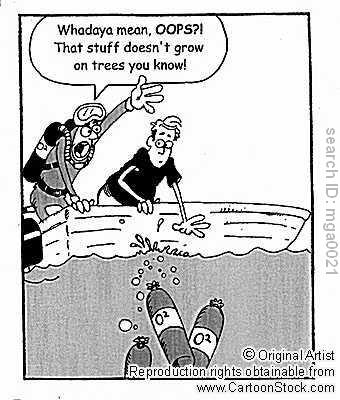 Whadaya mean, OOPS?!
That stuff doesn't grow
on trees you know!
O²
O²
O²
search ID: mga0021
© Original Artist
Reproduction rights obtainable from
www.CartoonStock.com